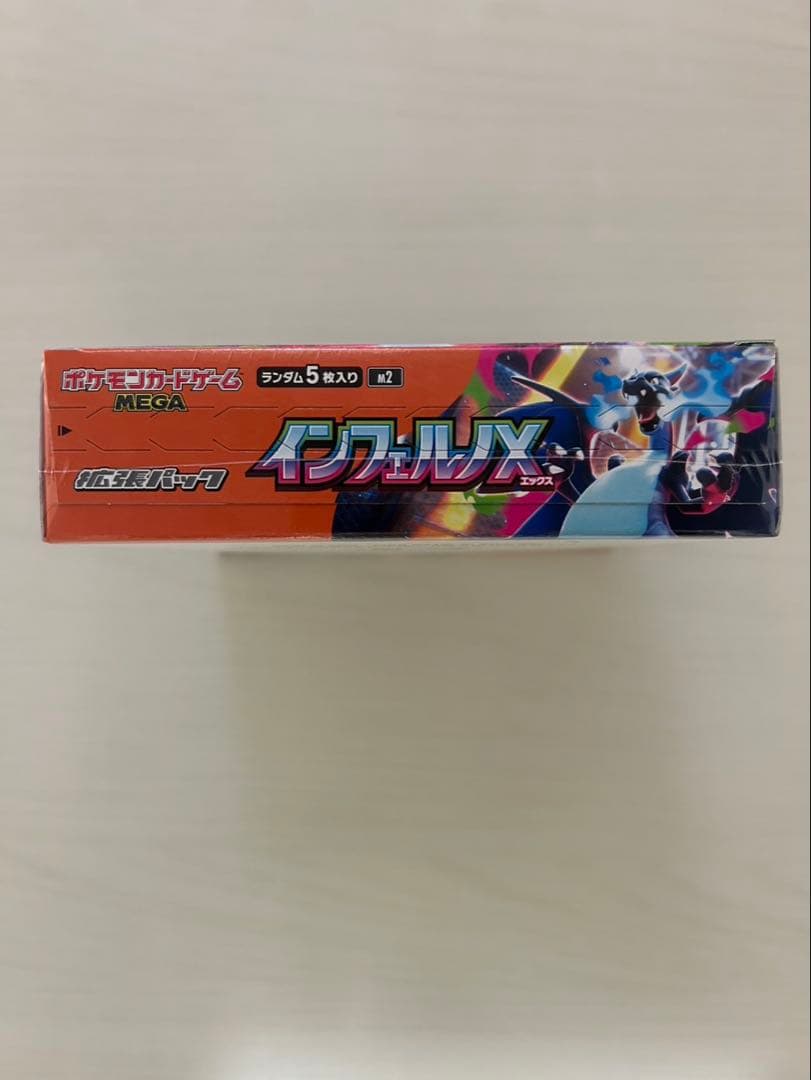 ポケモンカードゲーム
MEGA
ランダム5枚入り
M2
拡張パック
インフェルノX
エックス